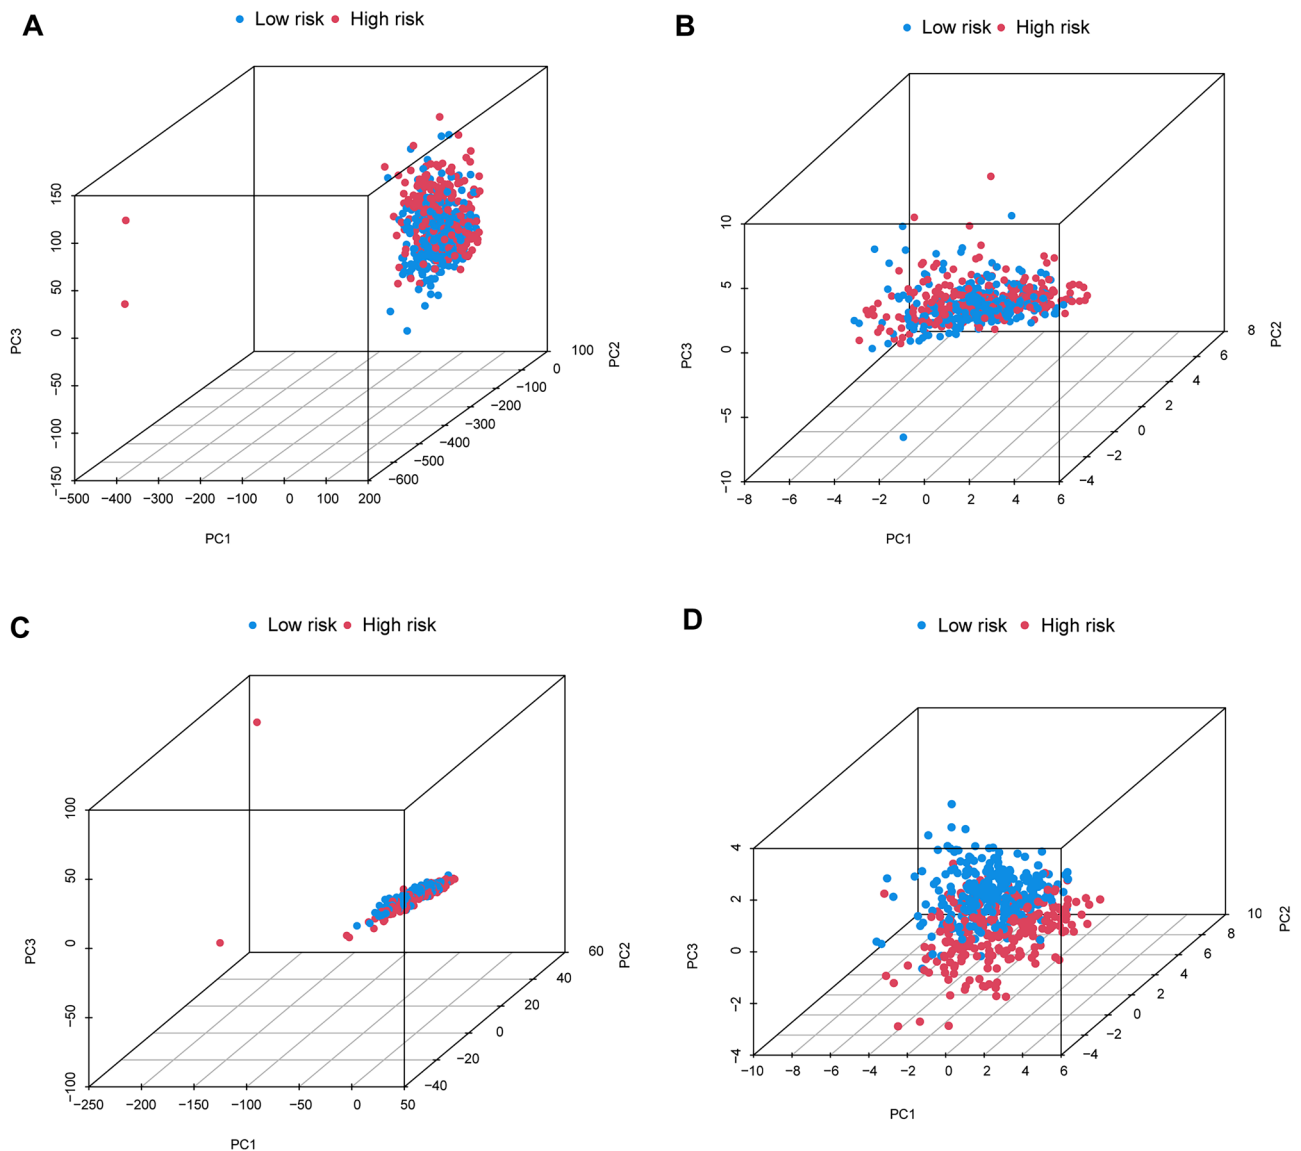 A
Low risk High risk
150
100
50
0
−50
−100
−150
PC3
−500 −400 −300 −200 −100 0 100 200
PC1
100
0
−100
−200
−300
−400
−500
−600
PC2
B
Low risk High risk
10
5
0
−5
−10
PC3
−8 −6 −4 −2 0 2 4 6
PC1
8
6
4
2
0
−2
−4
PC2
C
Low risk High risk
100
50
0
−50
−100
PC3
−250 −200 −150 −100 −50 0 50
PC1
60
40
20
0
−20
−40
PC2
D
Low risk High risk
4
2
0
−2
−4
PC3
−10 −8 −6 −4 −2 0 2 4 6
PC1
10
8
6
4
2
0
−2
−4
PC2